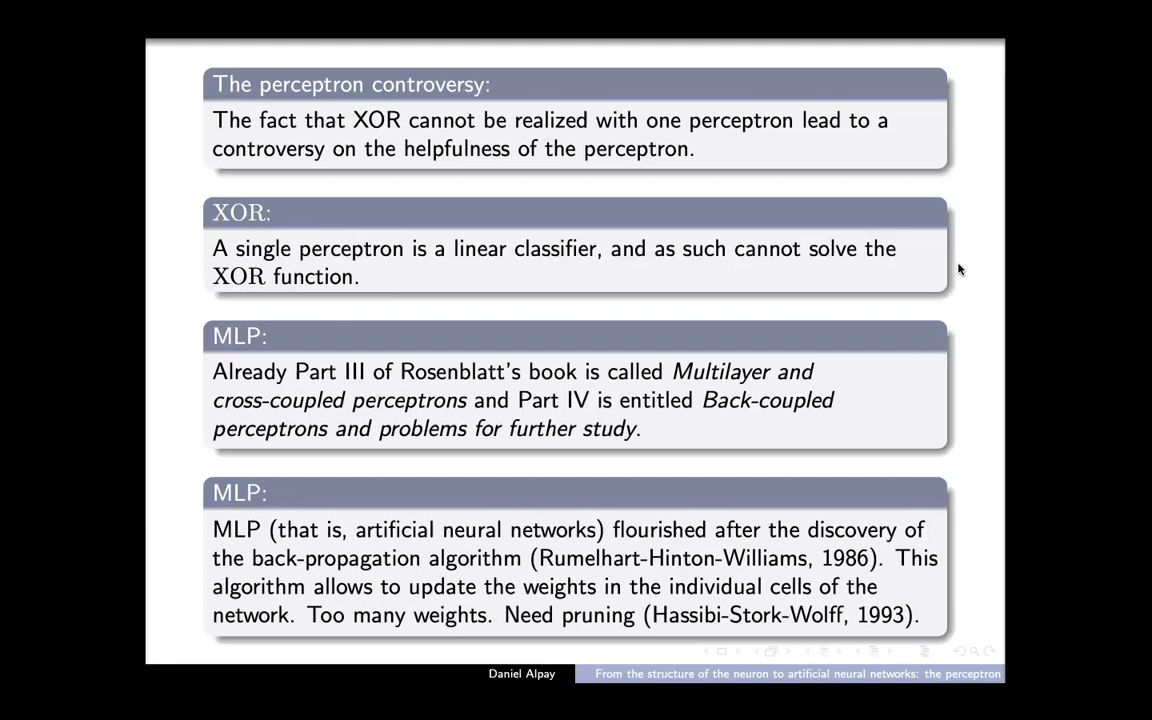 The perceptron controversy:
The fact that XOR cannot be realized with one perceptron lead to a
controversy on the helpfulness of the perceptron.
XOR:
A single perceptron is a linear classifier, and as such cannot solve the
XOR function.
MLP:
Already Part III of Rosenblatt's book is called Multilayer and
cross-coupled perceptrons and Part IV is entitled Back-coupled
perceptrons and problems for further study.
MLP:
MLP (that is, artificial neural networks) flourished after the discovery of
the back-propagation algorithm (Rumelhart-Hinton-Williams, 1986). This
algorithm allows to update the weights in the individual cells of the
network. Too many weights. Need pruning (Hassibi-Stork-Wolff, 1993).
Daniel Alpay
From the structure of the neuron to artificial neural networks: the perceptron